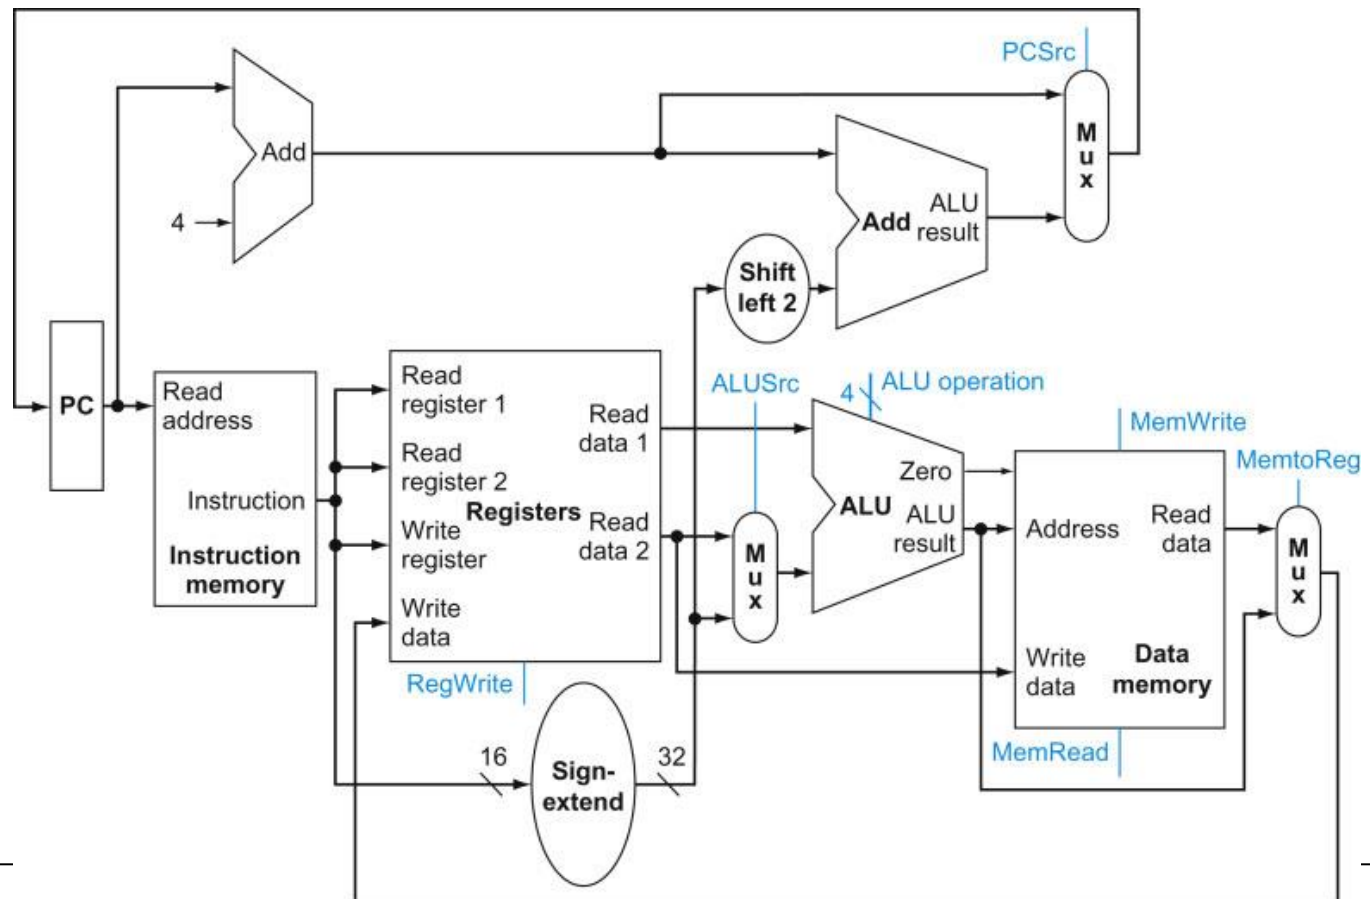 PCSrc
M
u
x
Add
4
Add
ALU
result
Shift
left 2
PC
Read
address
Instruction
Instruction
memory
Read
register 1
Read
register 2
Write
register
Write
data
Registers
Read
data 1
Read
data 2
RegWrite
16
Sign-
extend
32
ALUSrc
M
u
x
4
ALU operation
Zero
ALU
ALU
result
MemWrite
Address
Read
data
Write
data
Data
memory
MemRead
MemtoReg
M
u
x